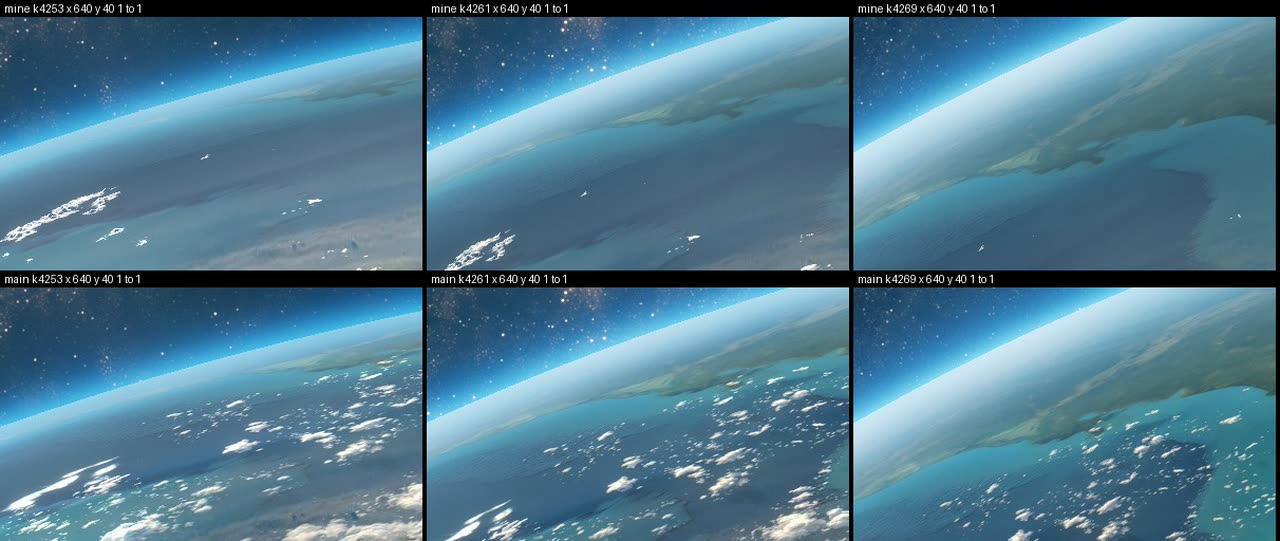 mine k4253 x 640 y 40 1 to 1
mine k4261 x 640 y 40 1 to 1
mine k4269 x 640 y 40 1 to 1
main k4253 x 640 y 40 1 to 1
main k4261 x 640 y 40 1 to 1
main k4269 x 640 y 40 1 to 1